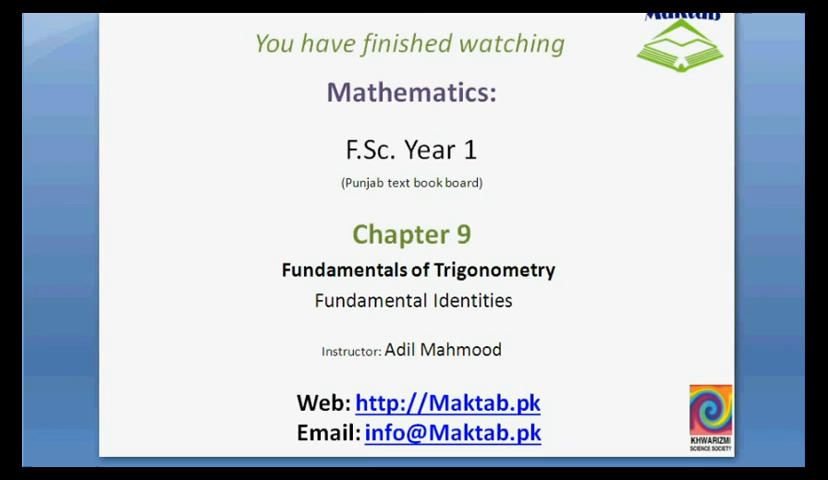 Maktab
You have finished watching
Mathematics:
F.Sc. Year 1
(Punjab text book board)
Chapter 9
Fundamentals of Trigonometry
Fundamental Identities
Instructor: Adil Mahmood
Web: http://Maktab.pk
Email: info@Maktab.pk
KHWARIZMI
SCIENCE SOCIETY